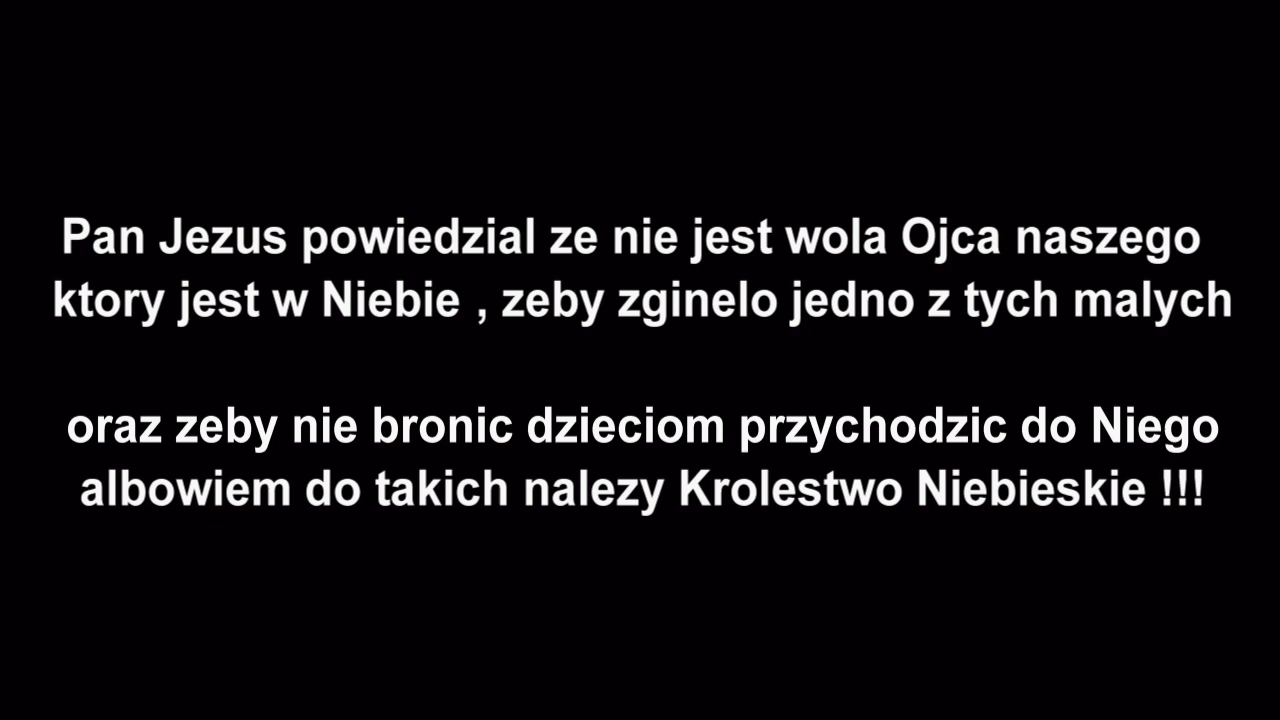 Pan Jezus powiedzial ze nie jest wola Ojca naszego
ktory jest w Niebie , zeby zginelo jedno z tych malych
oraz zeby nie bronic dzieciom przychodzic do Niego
albowiem do takich nalezy Krolestwo Niebieskie !!!